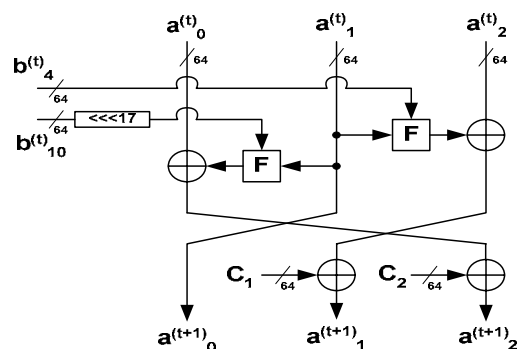 a(t)0 a(t)1 a(t)2
64 64 64
b(t)4
64
<<<17
64
b(t)10
F
F
C1 64 C2 64
a(t+1)0 a(t+1)1 a(t+1)2